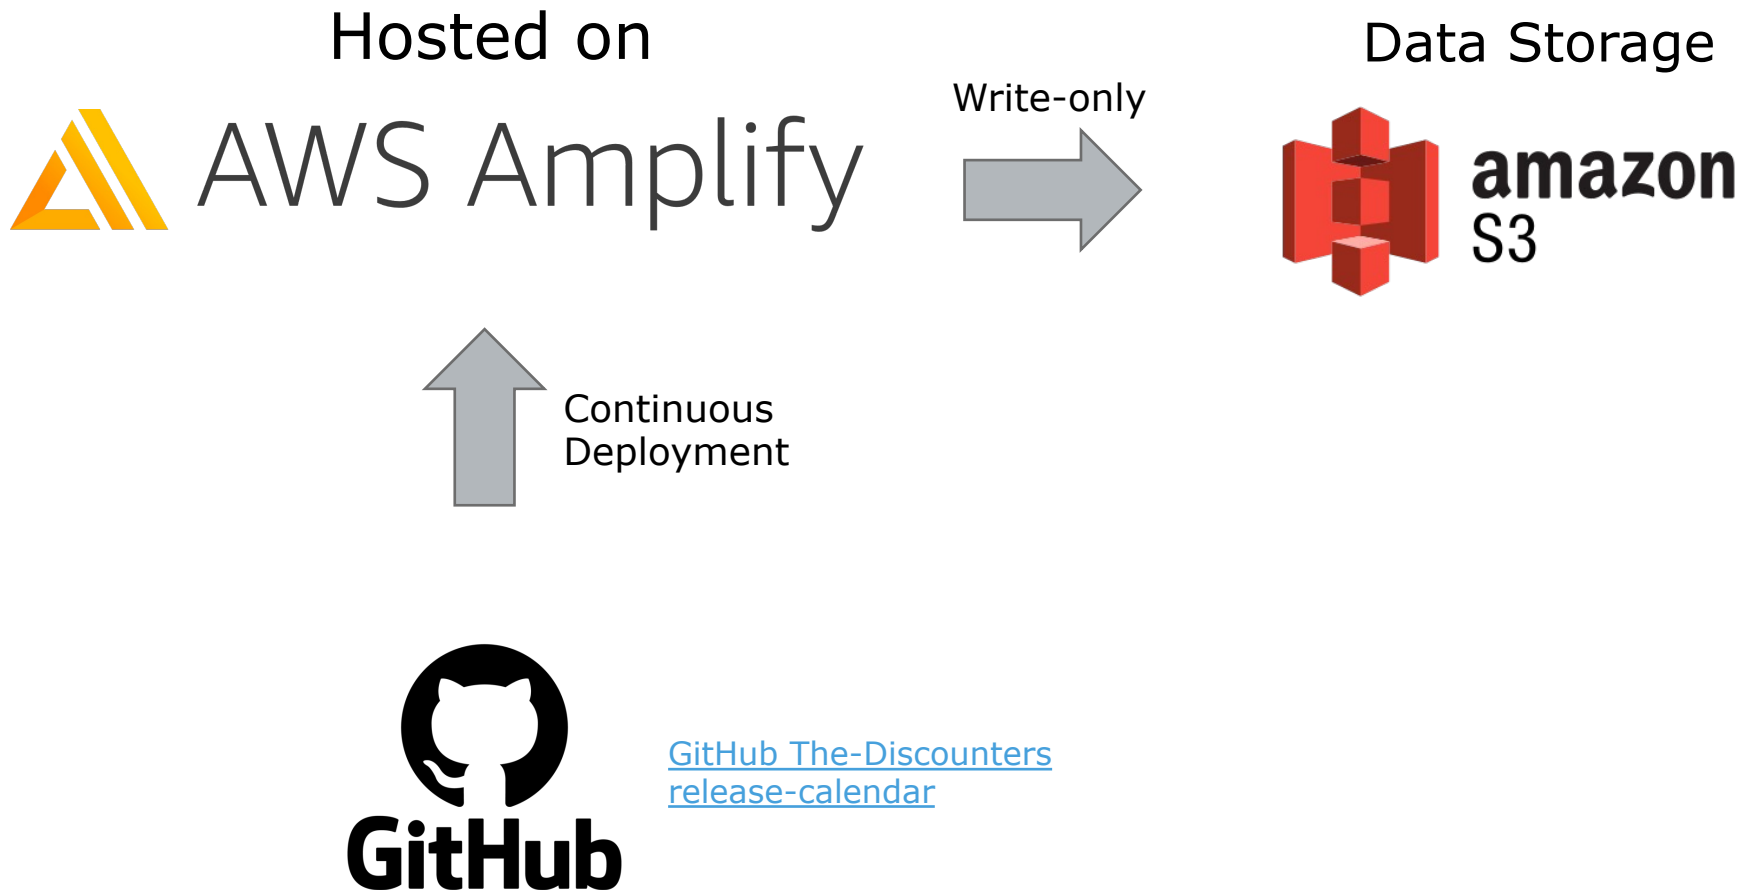 Hosted on
Data Storage
AWS Amplify
Write-only
amazon
S3
Continuous
Deployment
GitHub The-Discounters
release-calendar
GitHub